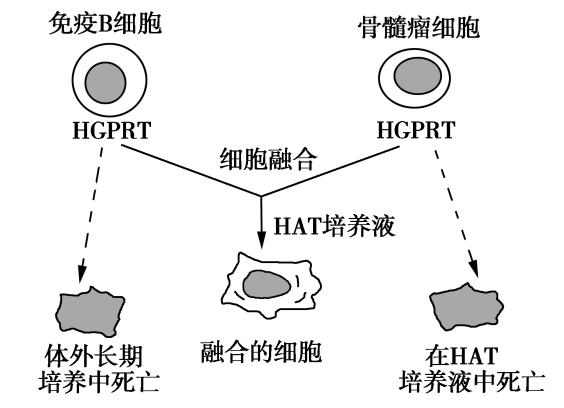 免疫B细胞
骨髓瘤细胞
HGPRT
HGPRT
细胞融合
HAT培养液
体外长期
培养中死亡
融合的细胞
在HAT
培养液中死亡